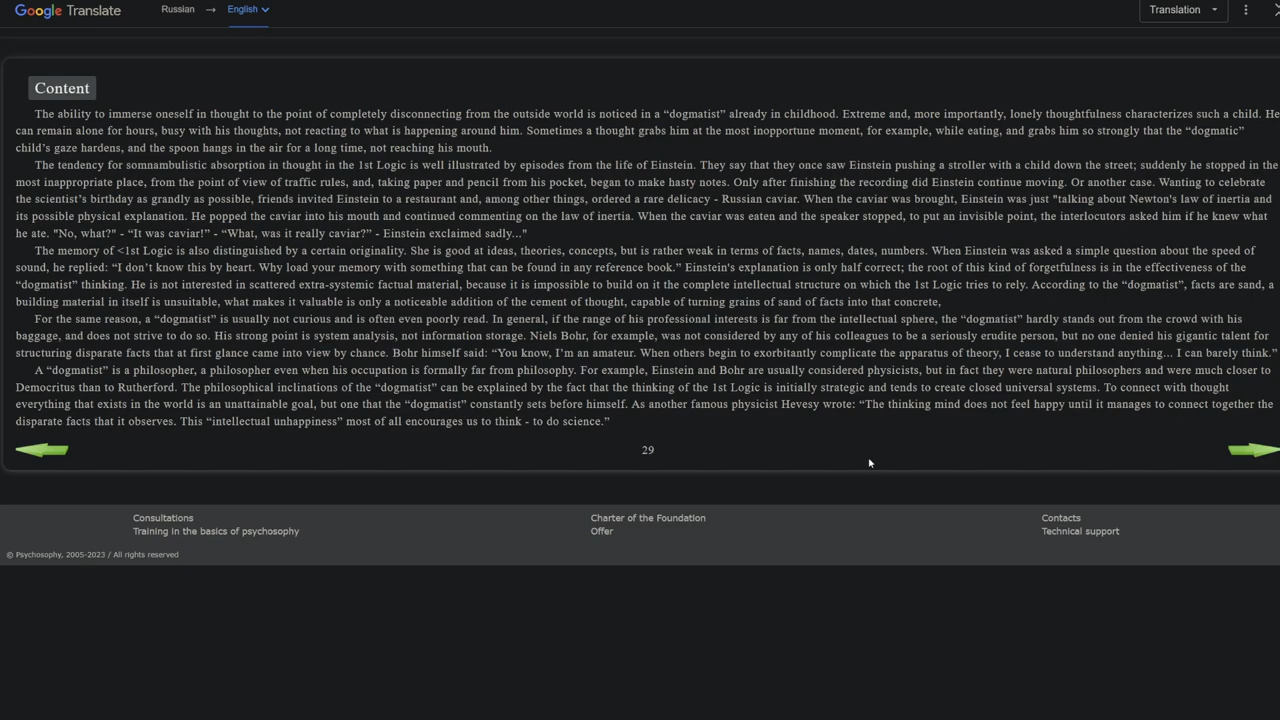 Google Translate
Russian → English
Translation
Content
The ability to immerse oneself in thought to the point of completely disconnecting from the outside world is noticed in a “dogmatist” already in childhood. Extreme and, more importantly, lonely thoughtfulness characterizes such a child. He
can remain alone for hours, busy with his thoughts, not reacting to what is happening around him. Sometimes a thought grabs him at the most inopportune moment, for example, while eating, and grabs him so strongly that the “dogmatic”
child’s gaze hardens, and the spoon hangs in the air for a long time, not reaching his mouth.
The tendency for somnambulistic absorption in thought in the 1st Logic is well illustrated by episodes from the life of Einstein. They say that they once saw Einstein pushing a stroller with a child down the street; suddenly he stopped in the
most inappropriate place, from the point of view of traffic rules, and, taking paper and pencil from his pocket, began to make hasty notes. Only after finishing the recording did Einstein continue moving. Or another case. Wanting to celebrate
the scientist’s birthday as grandly as possible, friends invited Einstein to a restaurant and, among other things, ordered a rare delicacy - Russian caviar. When the caviar was brought, Einstein was just "talking about Newton's law of inertia and
its possible physical explanation. He popped the caviar into his mouth and continued commenting on the law of inertia. When the caviar was eaten and the speaker stopped, to put an invisible point, the interlocutors asked him if he knew what
he ate. "No, what?" - “It was caviar!” - “What, was it really caviar?” - Einstein exclaimed sadly..."
The memory of <1st Logic is also distinguished by a certain originality. She is good at ideas, theories, concepts, but is rather weak in terms of facts, names, dates, numbers. When Einstein was asked a simple question about the speed of
sound, he replied: “I don’t know this by heart. Why load your memory with something that can be found in any reference book.” Einstein's explanation is only half correct; the root of this kind of forgetfulness is in the effectiveness of the
“dogmatist” thinking. He is not interested in scattered extra-systemic factual material, because it is impossible to build on it the complete intellectual structure on which the 1st Logic tries to rely. According to the “dogmatist”, facts are sand, a
building material in itself is unsuitable, what makes it valuable is only a noticeable addition of the cement of thought, capable of turning grains of sand of facts into that concrete,
For the same reason, a “dogmatist” is usually not curious and is often even poorly read. In general, if the range of his professional interests is far from the intellectual sphere, the “dogmatist” hardly stands out from the crowd with his
baggage, and does not strive to do so. His strong point is system analysis, not information storage. Niels Bohr, for example, was not considered by any of his colleagues to be a seriously erudite person, but no one denied his gigantic talent for
structuring disparate facts that at first glance came into view by chance. Bohr himself said: “You know, I’m an amateur. When others begin to exorbitantly complicate the apparatus of theory, I cease to understand anything... I can barely think.”
A “dogmatist” is a philosopher, a philosopher even when his occupation is formally far from philosophy. For example, Einstein and Bohr are usually considered physicists, but in fact they were natural philosophers and were much closer to
Democritus than to Rutherford. The philosophical inclinations of the “dogmatist” can be explained by the fact that the thinking of the 1st Logic is initially strategic and tends to create closed universal systems. To connect with thought
everything that exists in the world is an unattainable goal, but one that the “dogmatist” constantly sets before himself. As another famous physicist Hevesy wrote: “The thinking mind does not feel happy until it manages to connect together the
disparate facts that it observes. This “intellectual unhappiness” most of all encourages us to think - to do science.”
29
Consultations
Training in the basics of psychosophy
Charter of the Foundation
Offer
Contacts
Technical support
© Psychosophy, 2005-2023 / All rights reserved